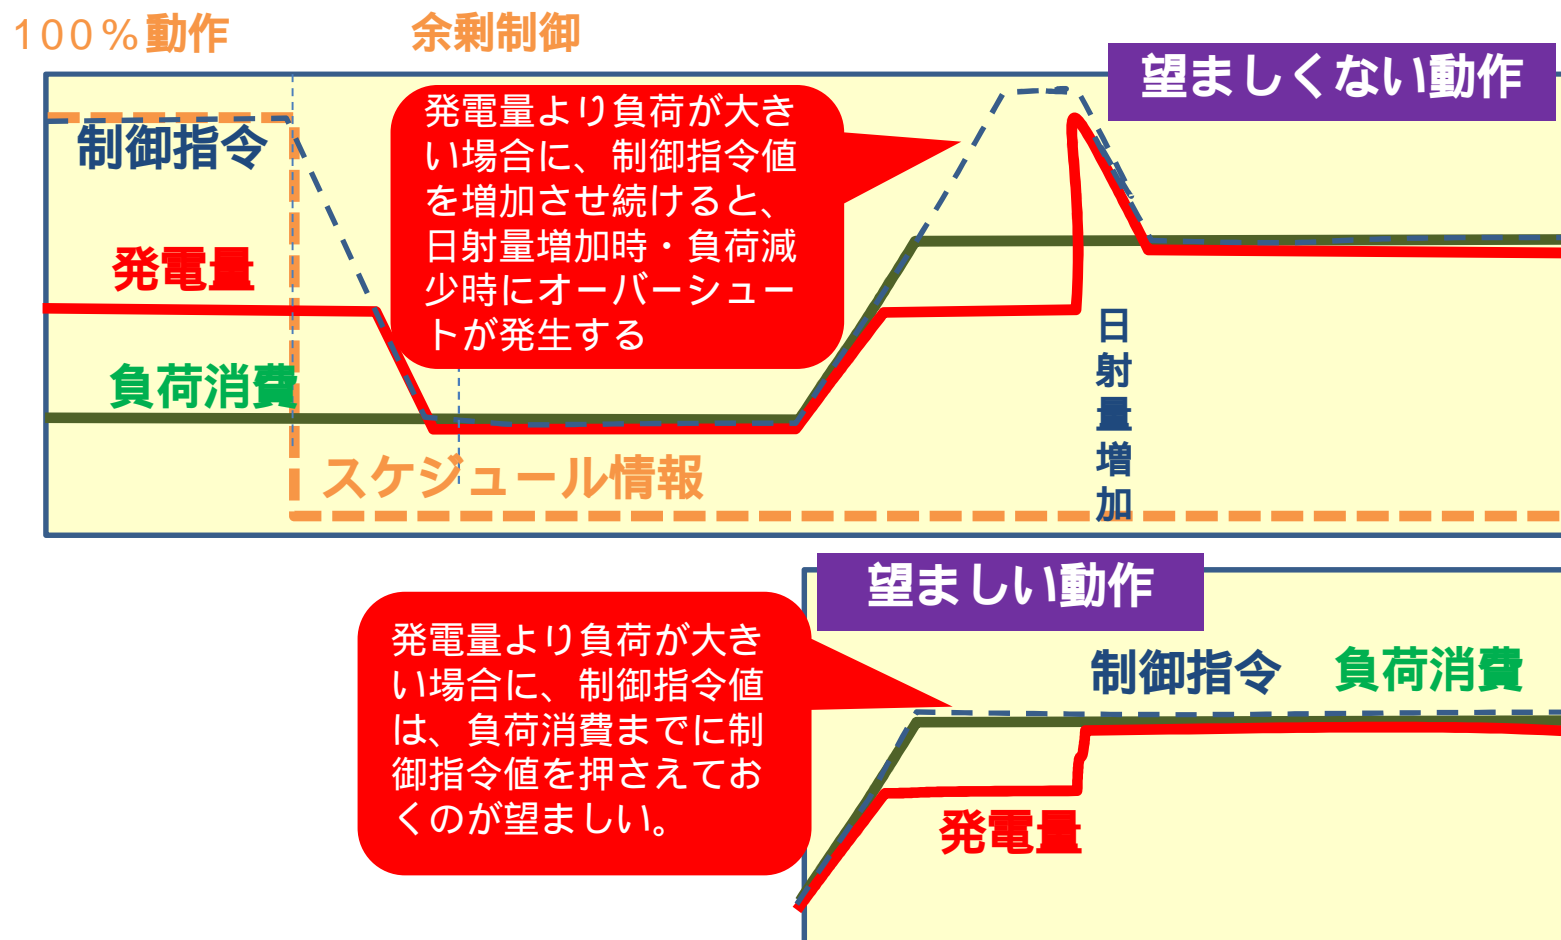 100%動作
余剰制御
望ましくない動作
制御指令
発電量より負荷が大き
い場合に、制御指令値
を増加させ続けると、
日射量増加時・負荷減
少時にオーバーシュー
トが発生する
発電量
負荷消費
日射量増加
スケジュール情報
望ましい動作
発電量より負荷が大き
い場合に、制御指令値
は、負荷消費までに制
御指令値を押さえてお
くのが望ましい。
制御指令
負荷消費
発電量